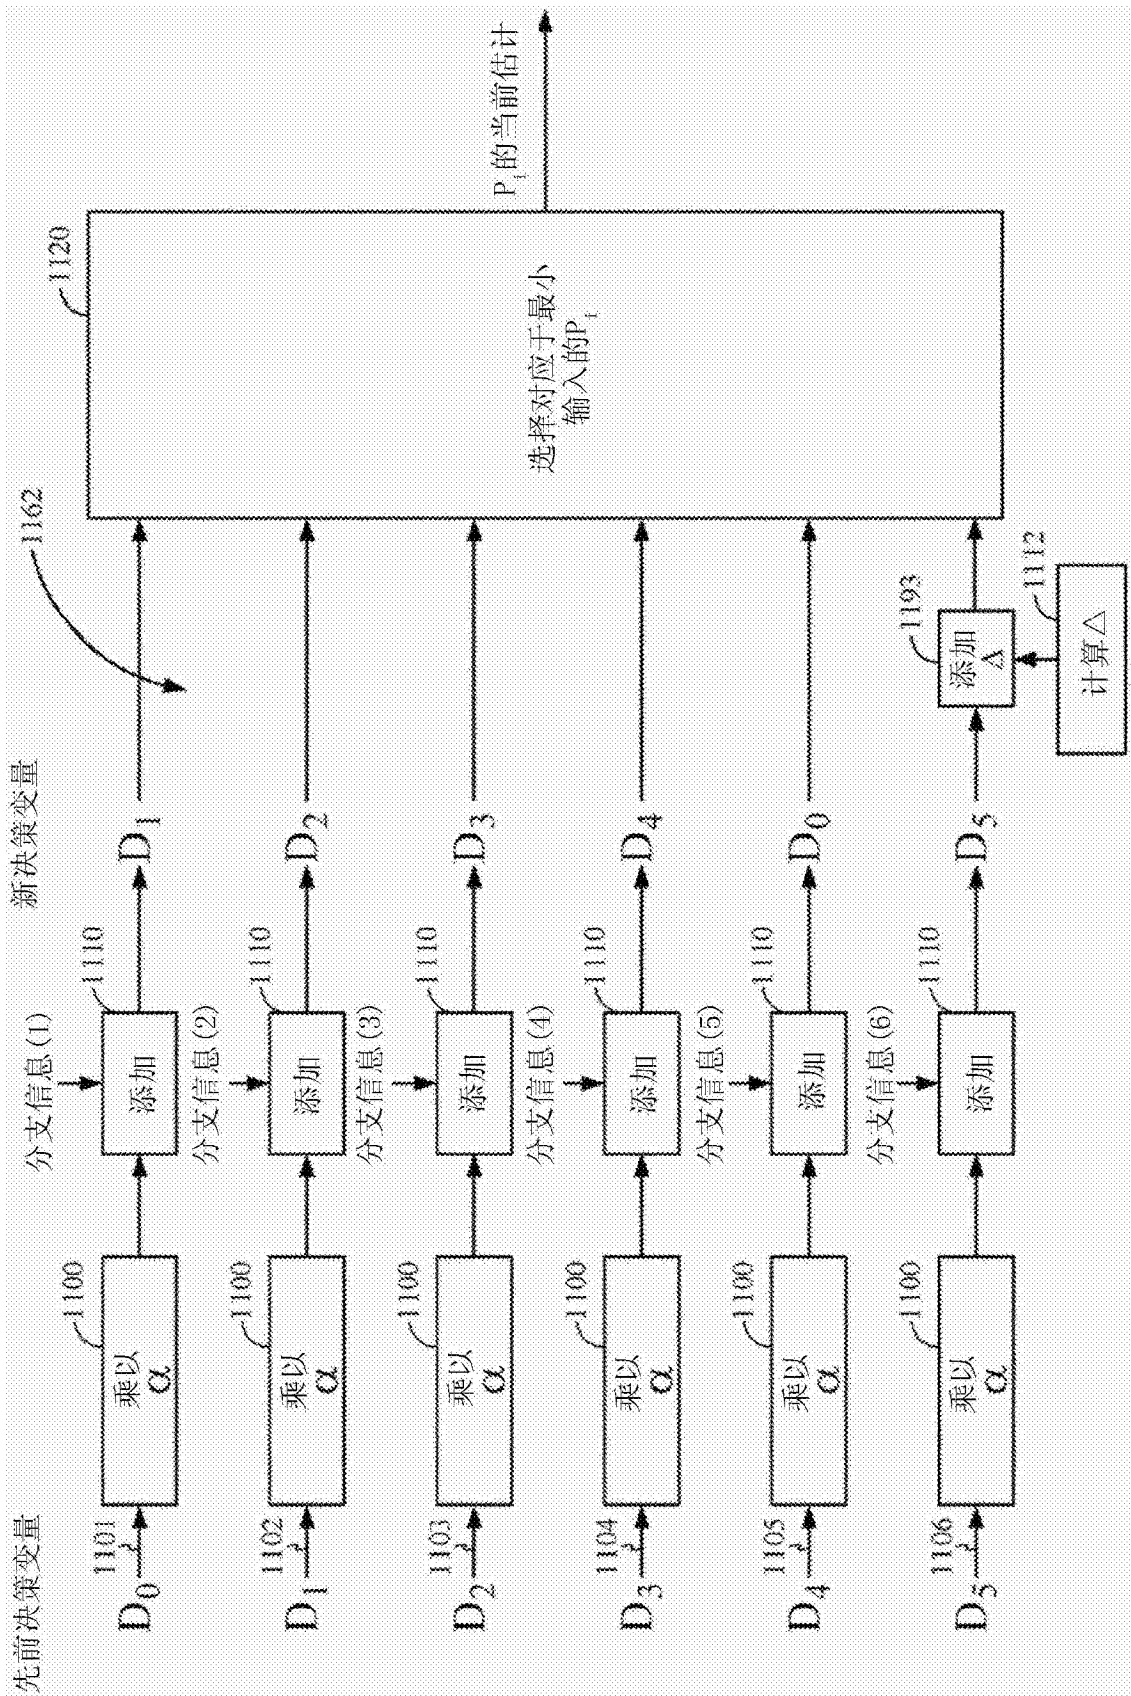 先前决策变量
新决策变量
1162
D0
1101
乘以
α
1100
分支信息(1)
添加
1110
D1
D1
1102
乘以
α
1100
分支信息(2)
添加
1110
D2
D2
1103
乘以
α
1100
分支信息(3)
添加
1110
D3
D3
1104
乘以
α
1100
分支信息(4)
添加
1110
D4
D4
1105
乘以
α
1100
分支信息(5)
添加
1110
D0
D5
1106
乘以
α
1100
分支信息(6)
添加
1110
D5
添加
Δ
1193
计算△
1112
1120
选择对应于最小
输入的Pi
Pi的当前估计